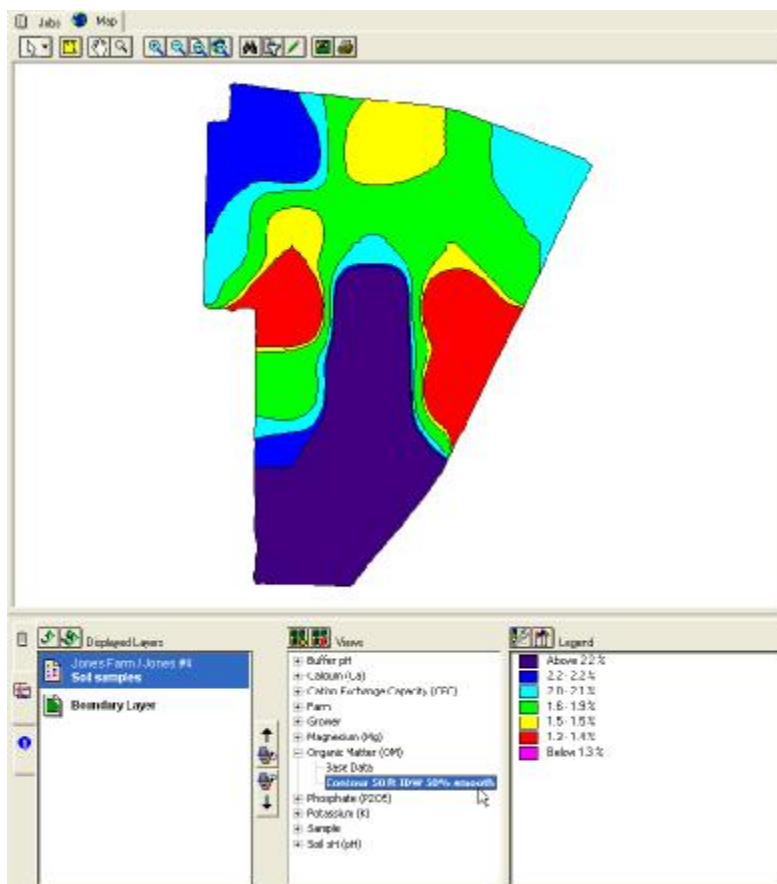 Jobs Map
Displayed Layers
Jones Farm / Jones #4
Soil samples
Boundary Layer
Views
Buffer pH
Calcium (Ca)
Cation Exchange Capacity (CEC)
Farm
Grower
Magnesium (Mg)
Organic Matter (OM)
Base Data
Contour 50 ft IDW 50% smooth
Phosphate (P2O5)
Potassium (K)
Sample
Soil pH (pH)
Legend
Above 2.2 %
2.2 - 2.2 %
2.0 - 2.1 %
1.6 - 1.9 %
1.5 - 1.5 %
1.2 - 1.4 %
Below 1.3 %